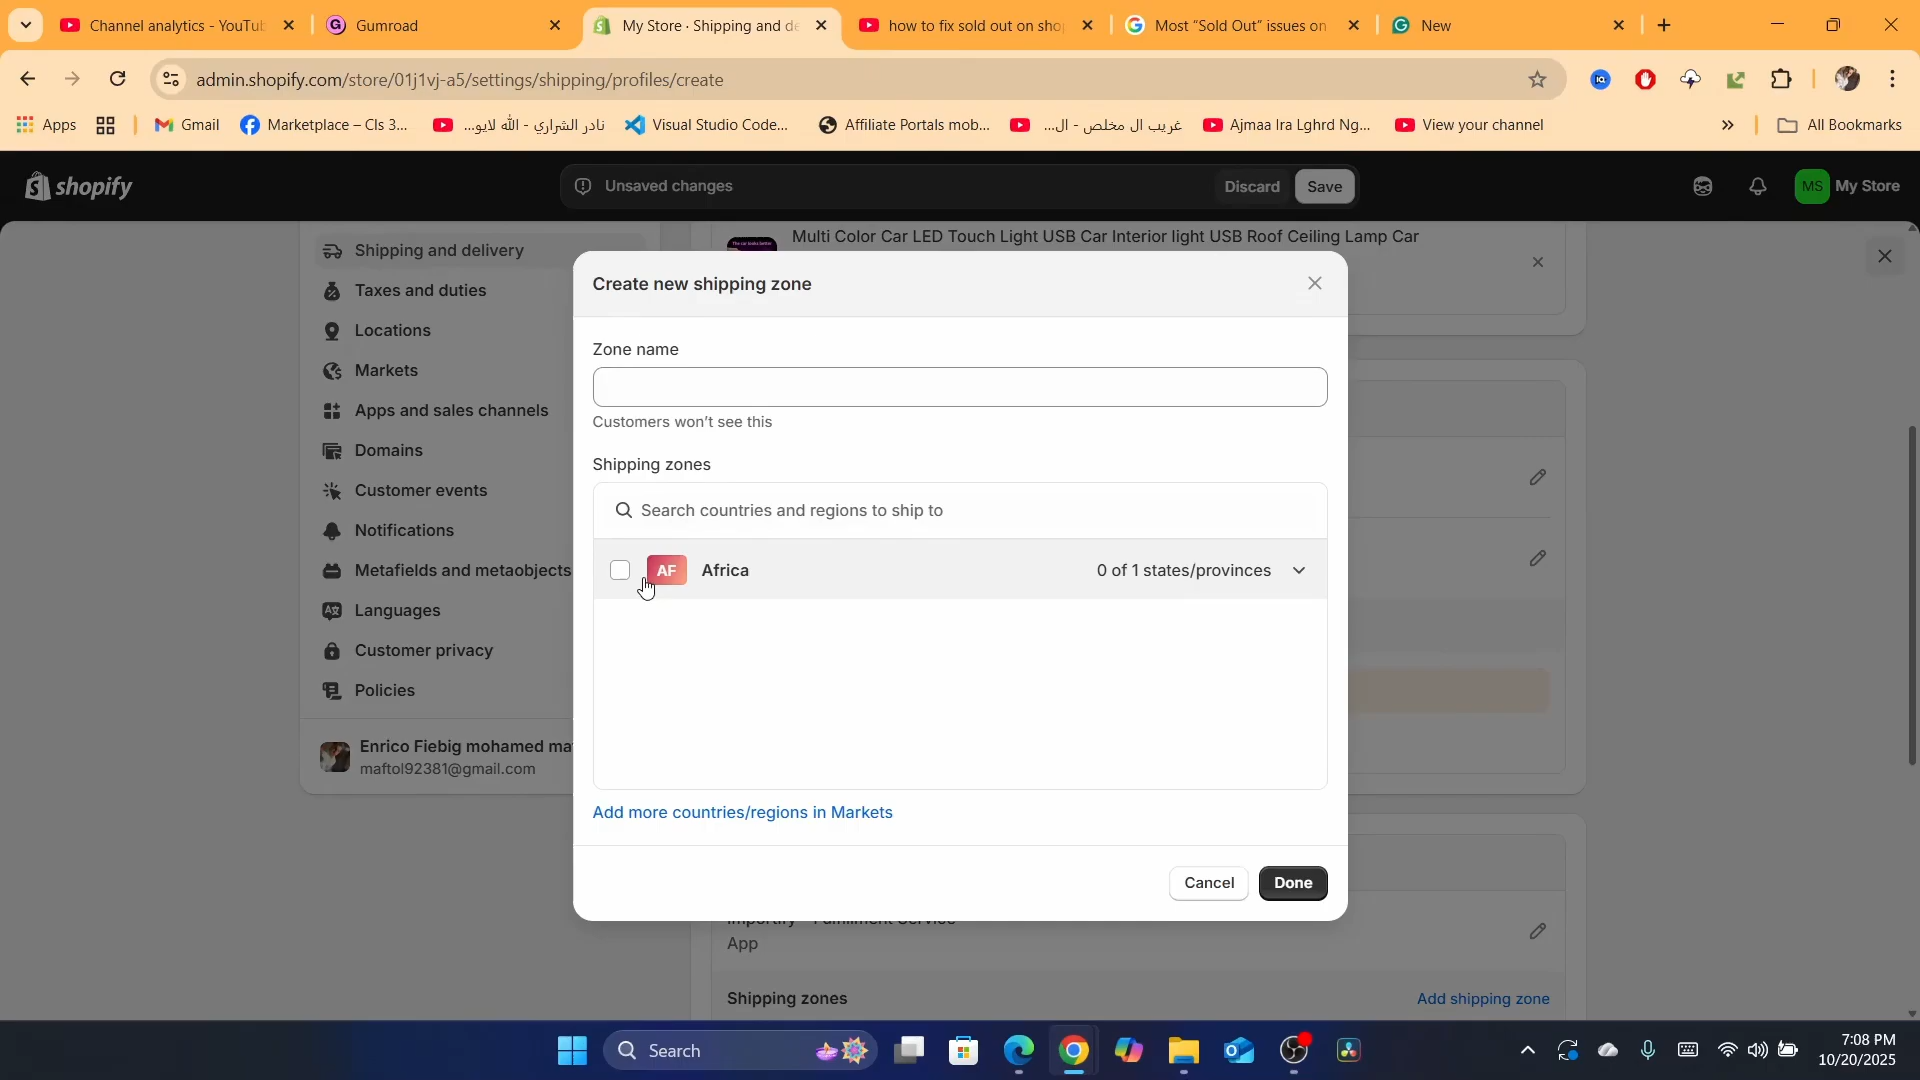 Channel analytics - YouTub
Gumroad
My Store · Shipping and de
how to fix sold out on sho
Most “Sold Out” issues on
New
admin.shopify.com/store/01j1vj-a5/settings/shipping/profiles/create
Apps
Gmail
Marketplace – Cls 3...
نادر الشراري - الله لايو...
Visual Studio Code...
Affiliate Portals mob...
غريب ال مخلص - ال...
Ajmaa Ira Lghrd Ng...
View your channel
All Bookmarks
shopify
Unsaved changes
Discard
Save
MS
My Store
Shipping and delivery
Taxes and duties
Locations
Markets
Apps and sales channels
Domains
Customer events
Notifications
Metafields and metaobjects
Languages
Customer privacy
Policies
Enrico Fiebig mohamed ma
maftol92381@gmail.com
Multi Color Car LED Touch Light USB Car Interior light USB Roof Ceiling Lamp Car
Create new shipping zone
Zone name
Customers won’t see this
Shipping zones
Search countries and regions to ship to
AF
Africa
0 of 1 states/provinces
Add more countries/regions in Markets
Cancel
Done
App
Shipping zones
Add shipping zone
Search
7:08 PM
10/20/2025